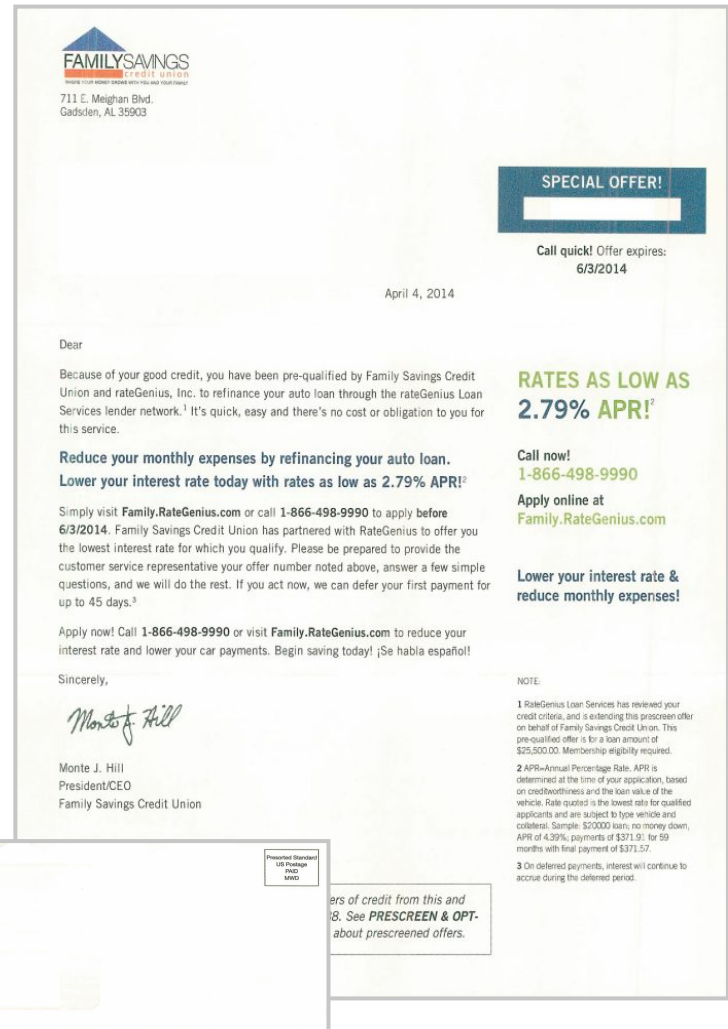 FAMILYSAVINGS
credit union
WHERE YOUR MONEY GROWS WITH YOU AND YOUR FAMILY
711 E. Meighan Blvd.
Gadsden, AL 35903
SPECIAL OFFER!
Call quick! Offer expires:
6/3/2014
April 4, 2014
Dear
Because of your good credit, you have been pre-qualified by Family Savings Credit
Union and rateGenius, Inc. to refinance your auto loan through the rateGenius Loan
Services lender network.¹ It's quick, easy and there's no cost or obligation to you for
this service.
Reduce your monthly expenses by refinancing your auto loan.
Lower your interest rate today with rates as low as 2.79% APR!²
Simply visit Family.RateGenius.com or call 1-866-498-9990 to apply before
6/3/2014. Family Savings Credit Union has partnered with RateGenius to offer you
the lowest interest rate for which you qualify. Please be prepared to provide the
customer service representative your offer number noted above, answer a few simple
questions, and we will do the rest. If you act now, we can defer your first payment for
up to 45 days.³
Apply now! Call 1-866-498-9990 or visit Family.RateGenius.com to reduce your
interest rate and lower your car payments. Begin saving today! ¡Se habla español!
Sincerely,
Monte J. Hill
Monte J. Hill
President/CEO
Family Savings Credit Union
RATES AS LOW AS
2.79% APR!²
Call now!
1-866-498-9990
Apply online at
Family.RateGenius.com
Lower your interest rate &
reduce monthly expenses!
NOTE:
1 RateGenius Loan Services has reviewed your
credit criteria, and is extending this prescreen offer
on behalf of Family Savings Credit Union. This
pre-qualified offer is for a loan amount of
$25,500.00. Membership eligibility required.
2 APR=Annual Percentage Rate. APR is
determined at the time of your application, based
on creditworthiness and the loan value of the
vehicle. Rate quoted is the lowest rate for qualified
applicants and are subject to type vehicle and
collateral. Sample: $20000 loan; no money down,
APR of 4.39%; payments of $371.91 for 59
months with final payment of $371.57.
3 On deferred payments, interest will continue to
accrue during the deferred period.
Presorted Standard
US Postage
PAID
MWD
ers of credit from this and
8. See PRESCREEN & OPT-
about prescreened offers.